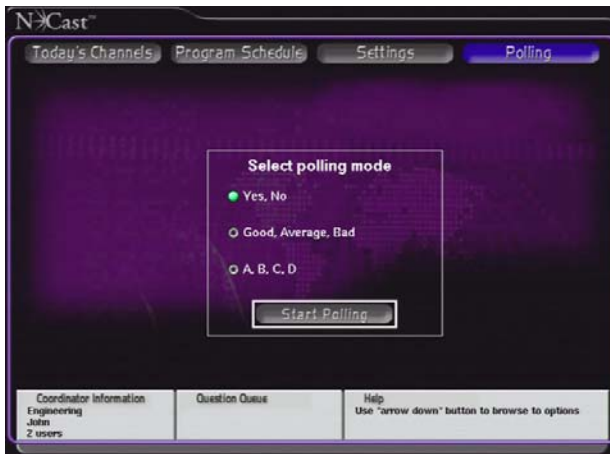 N Cast™
Today's Channels Program Schedule Settings Polling
Select polling mode
Yes, No
Good, Average, Bad
A, B, C, D
Start Polling
Coordinator Information
Engineering
John
2 users
Question Queue
Help
Use "arrow down" button to browse to options